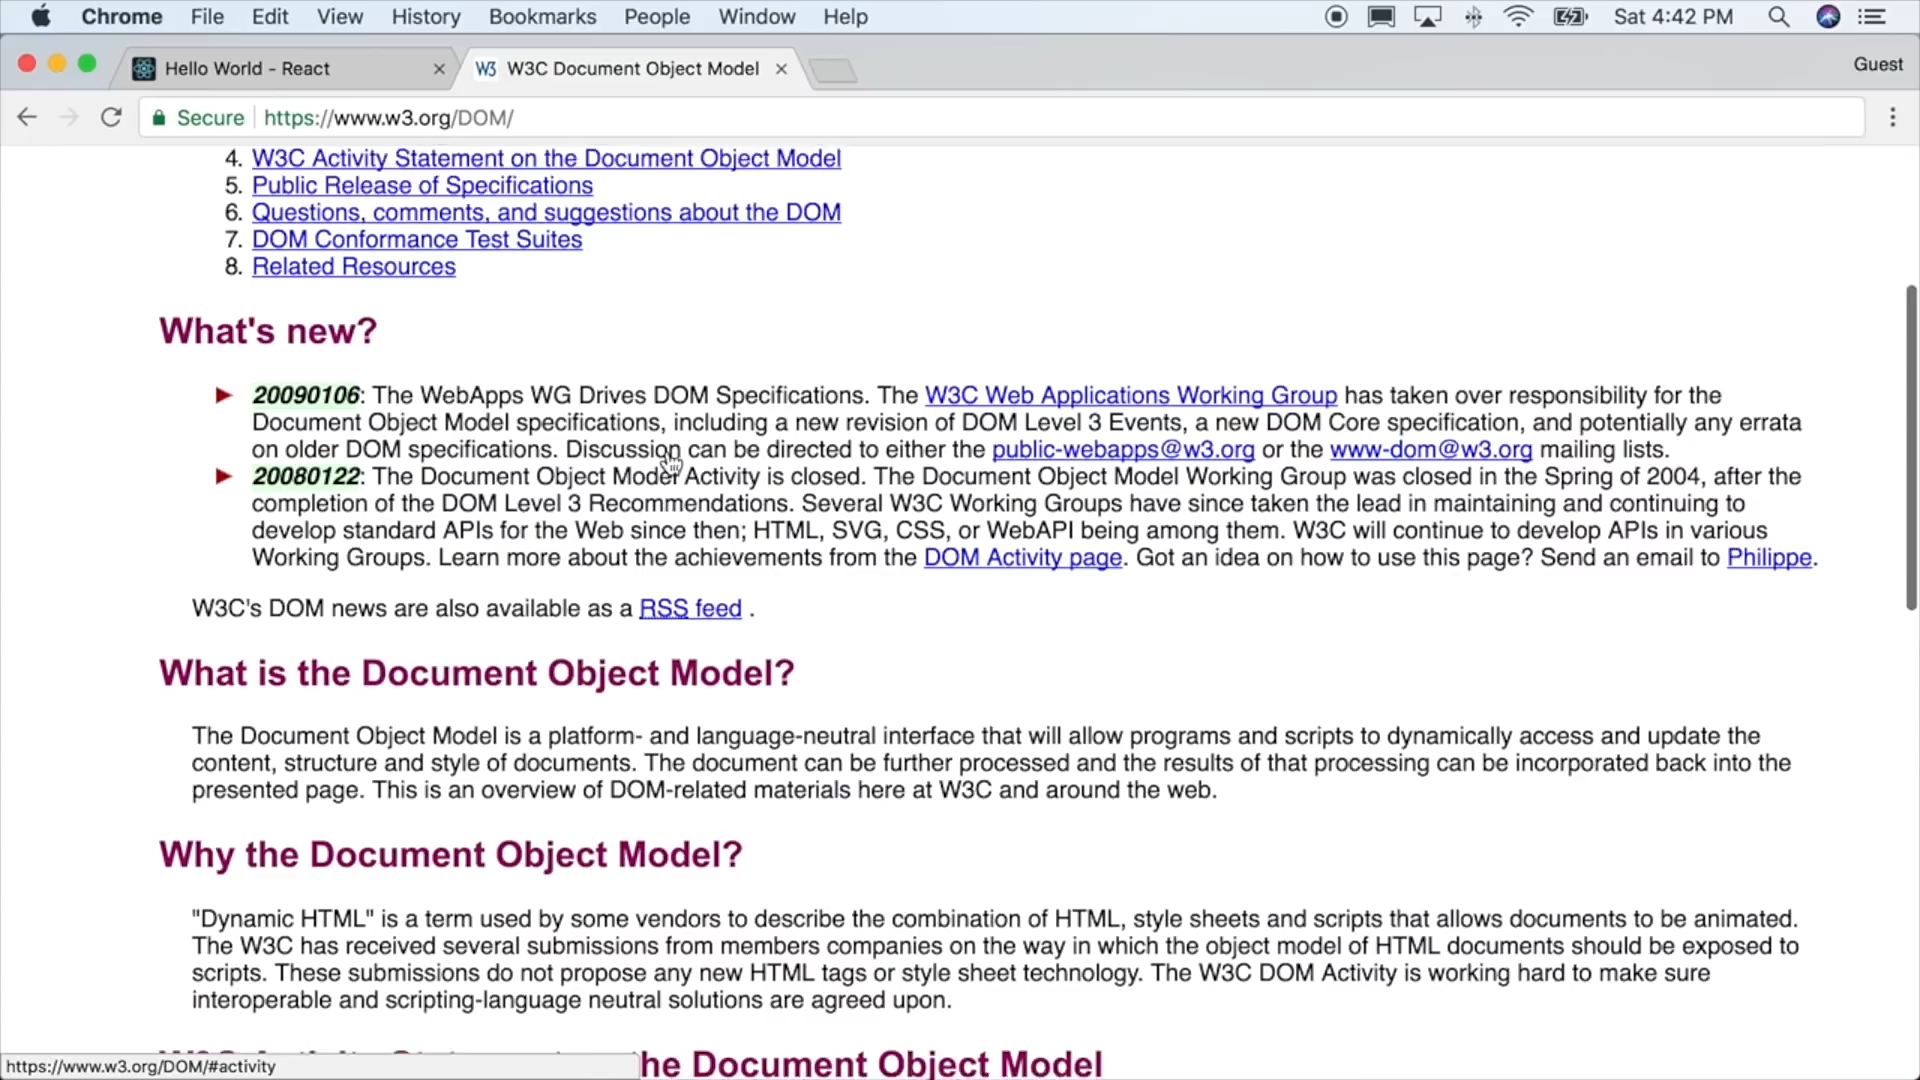 Chrome File Edit View History Bookmarks People Window Help Sat 4:42 PM
Hello World - React W3C Document Object Model Guest
Secure https://www.w3.org/DOM/
4. W3C Activity Statement on the Document Object Model
5. Public Release of Specifications
6. Questions, comments, and suggestions about the DOM
7. DOM Conformance Test Suites
8. Related Resources
What's new?
20090106: The WebApps WG Drives DOM Specifications. The W3C Web Applications Working Group has taken over responsibility for the
Document Object Model specifications, including a new revision of DOM Level 3 Events, a new DOM Core specification, and potentially any errata
on older DOM specifications. Discussion can be directed to either the public-webapps@w3.org or the www-dom@w3.org mailing lists.
20080122: The Document Object Model Activity is closed. The Document Object Model Working Group was closed in the Spring of 2004, after the
completion of the DOM Level 3 Recommendations. Several W3C Working Groups have since taken the lead in maintaining and continuing to
develop standard APIs for the Web since then; HTML, SVG, CSS, or WebAPI being among them. W3C will continue to develop APIs in various
Working Groups. Learn more about the achievements from the DOM Activity page. Got an idea on how to use this page? Send an email to Philippe.
W3C's DOM news are also available as a RSS feed .
What is the Document Object Model?
The Document Object Model is a platform- and language-neutral interface that will allow programs and scripts to dynamically access and update the
content, structure and style of documents. The document can be further processed and the results of that processing can be incorporated back into the
presented page. This is an overview of DOM-related materials here at W3C and around the web.
Why the Document Object Model?
"Dynamic HTML" is a term used by some vendors to describe the combination of HTML, style sheets and scripts that allows documents to be animated.
The W3C has received several submissions from members companies on the way in which the object model of HTML documents should be exposed to
scripts. These submissions do not propose any new HTML tags or style sheet technology. The W3C DOM Activity is working hard to make sure
interoperable and scripting-language neutral solutions are agreed upon.
the Document Object Model
https://www.w3.org/DOM/#activity